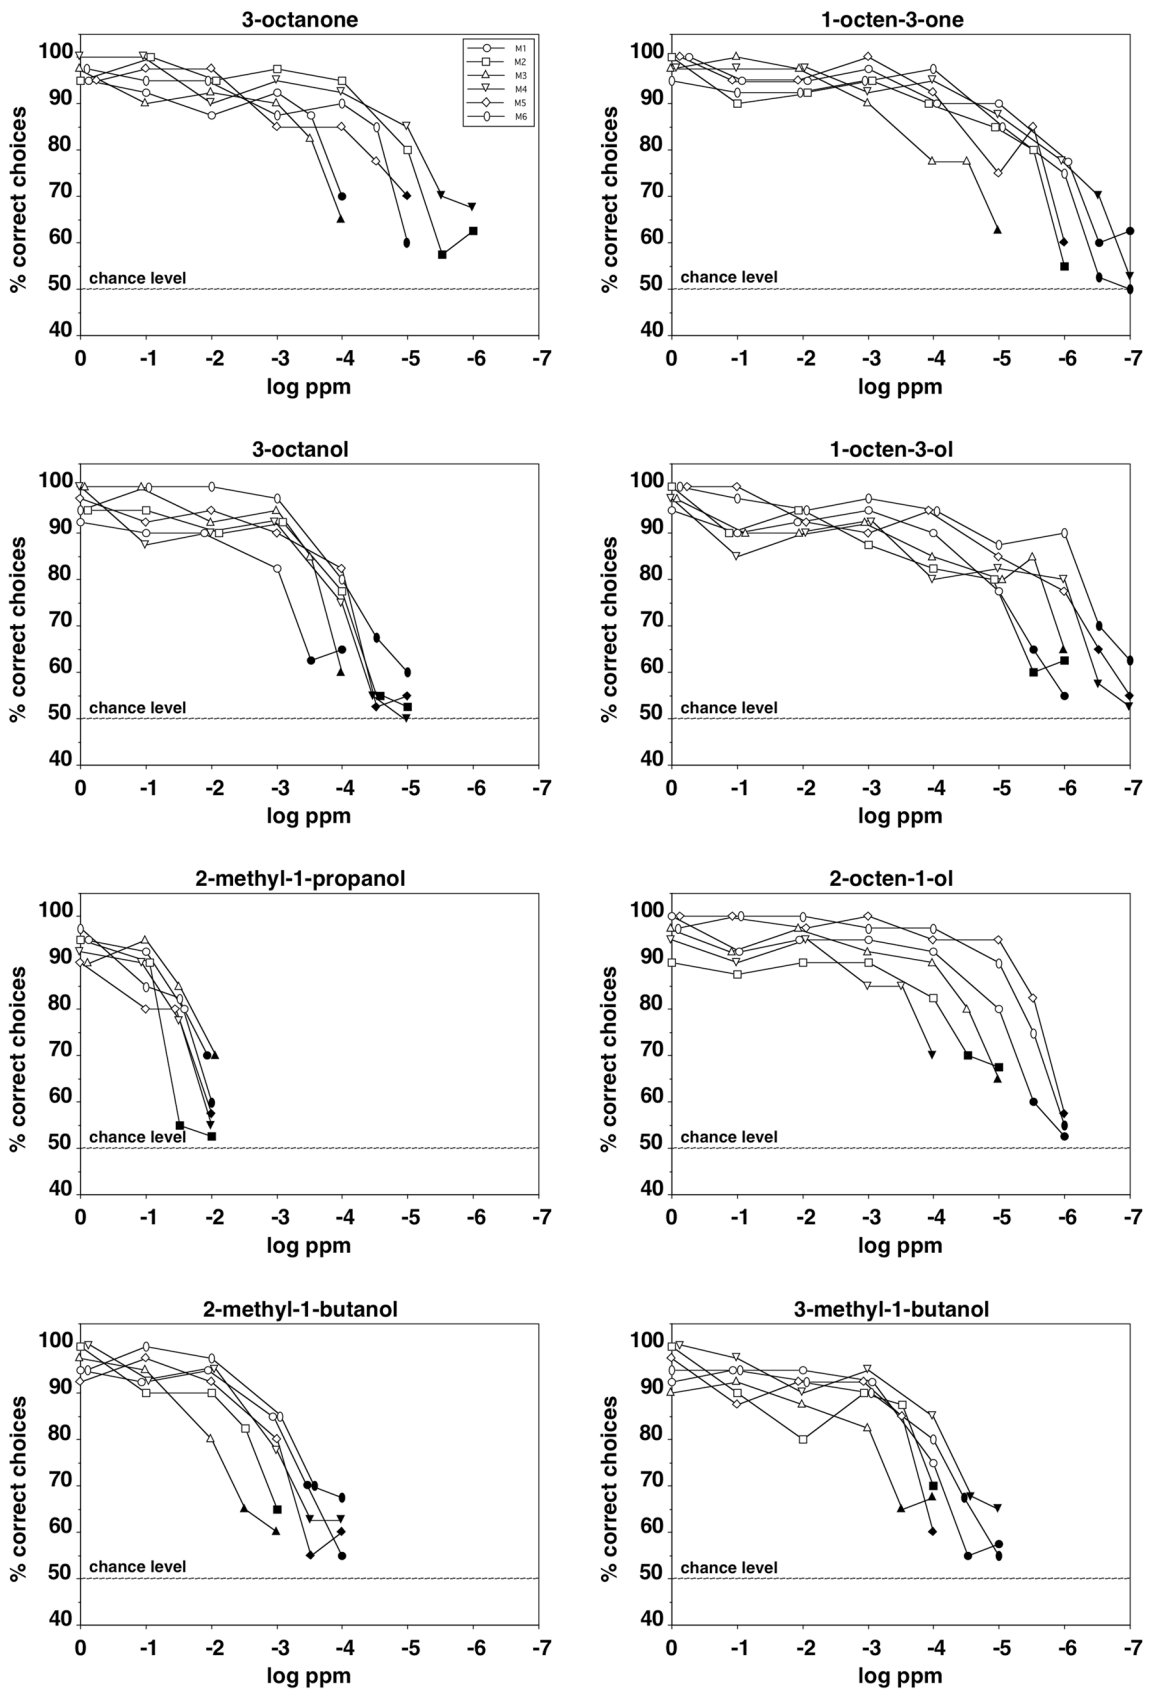 3-octanone
% correct choices
100
90
80
70
60
50
40
M1
M2
M3
M4
M5
M6
chance level
0 -1 -2 -3 -4 -5 -6 -7
log ppm
1-octen-3-one
% correct choices
100
90
80
70
60
50
40
chance level
0 -1 -2 -3 -4 -5 -6 -7
log ppm
3-octanol
% correct choices
100
90
80
70
60
50
40
chance level
0 -1 -2 -3 -4 -5 -6 -7
log ppm
1-octen-3-ol
% correct choices
100
90
80
70
60
50
40
chance level
0 -1 -2 -3 -4 -5 -6 -7
log ppm
2-methyl-1-propanol
% correct choices
100
90
80
70
60
50
40
chance level
0 -1 -2 -3 -4 -5 -6 -7
log ppm
2-octen-1-ol
% correct choices
100
90
80
70
60
50
40
chance level
0 -1 -2 -3 -4 -5 -6 -7
log ppm
2-methyl-1-butanol
% correct choices
100
90
80
70
60
50
40
chance level
0 -1 -2 -3 -4 -5 -6 -7
log ppm
3-methyl-1-butanol
% correct choices
100
90
80
70
60
50
40
chance level
0 -1 -2 -3 -4 -5 -6 -7
log ppm